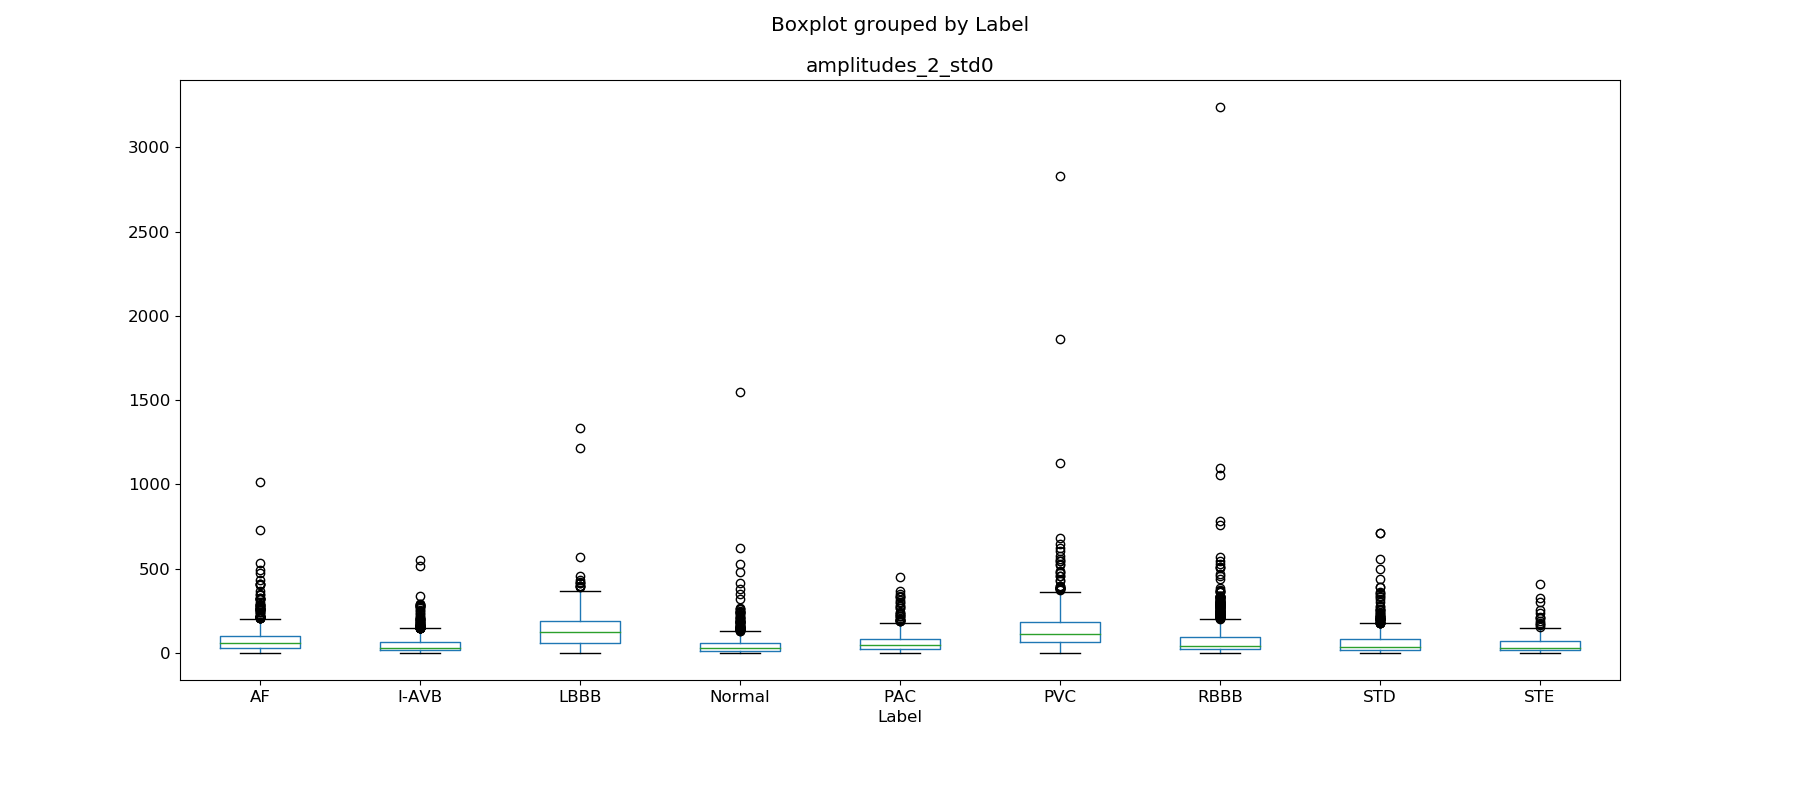 Boxplot grouped by Label
amplitudes_2_std0
3000
2500
2000
1500
1000
500
0
AF I-AVB LBBB Normal PAC PVC RBBB STD STE
Label